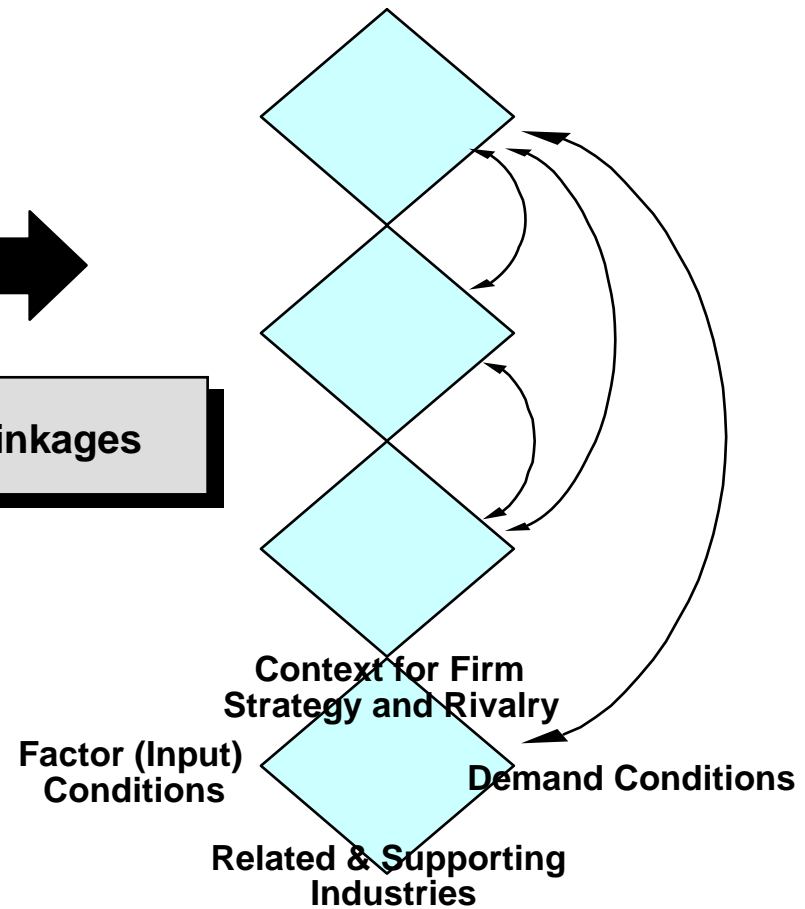 inkages
Context for Firm
Strategy and Rivalry
Factor (Input)
Conditions
Demand Conditions
Related & Supporting
Industries